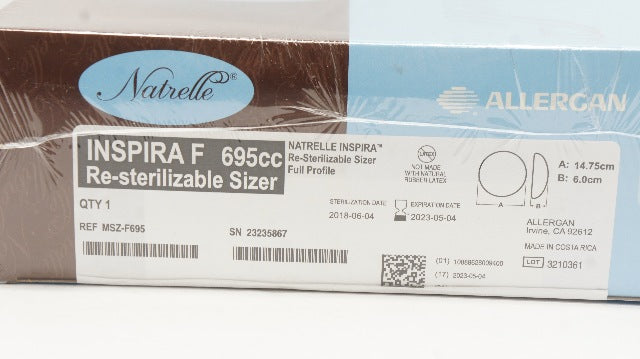 Natrelle®
ALLERGAN
INSPIRA F 695cc
Re-sterilizable Sizer
NATRELLE INSPIRA™
Re-Sterilizable Sizer
Full Profile
LATEX
NOT MADE
WITH NATURAL
RUBBER LATEX
A
B
A: 14.75cm
B: 6.0cm
QTY 1
STERILIZATION DATE
2018-06-04
EXPIRATION DATE
2023-05-04
REF MSZ-F695
SN 23235867
ALLERGAN
Irvine, CA 92612
MADE IN COSTA RICA
LOT 3210361
(01)
(17) 2023-05-04